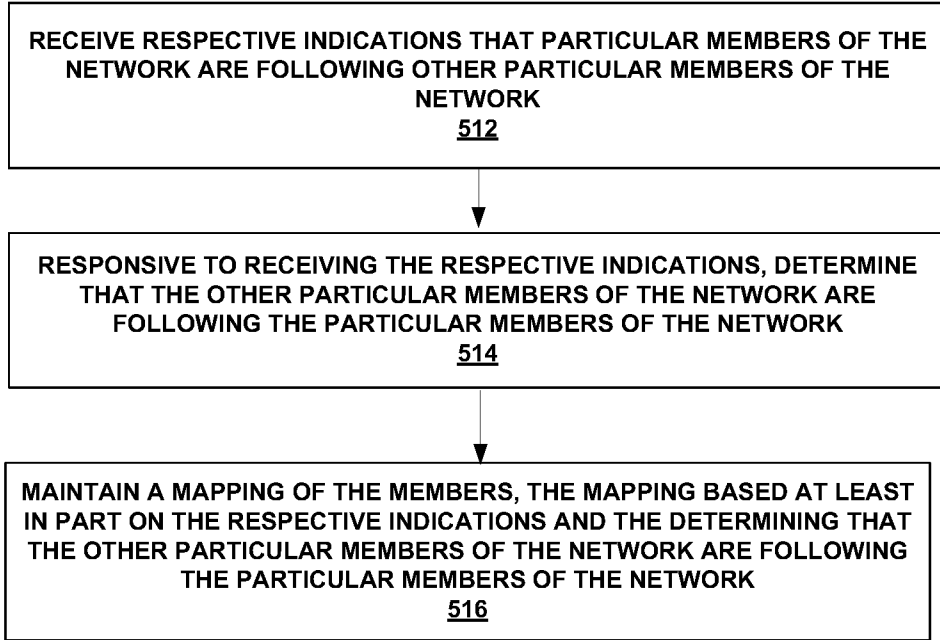 RECEIVE RESPECTIVE INDICATIONS THAT PARTICULAR MEMBERS OF THE
NETWORK ARE FOLLOWING OTHER PARTICULAR MEMBERS OF THE
NETWORK
512
RESPONSIVE TO RECEIVING THE RESPECTIVE INDICATIONS, DETERMINE
THAT THE OTHER PARTICULAR MEMBERS OF THE NETWORK ARE
FOLLOWING THE PARTICULAR MEMBERS OF THE NETWORK
514
MAINTAIN A MAPPING OF THE MEMBERS, THE MAPPING BASED AT LEAST
IN PART ON THE RESPECTIVE INDICATIONS AND THE DETERMINING THAT
THE OTHER PARTICULAR MEMBERS OF THE NETWORK ARE FOLLOWING
THE PARTICULAR MEMBERS OF THE NETWORK
516